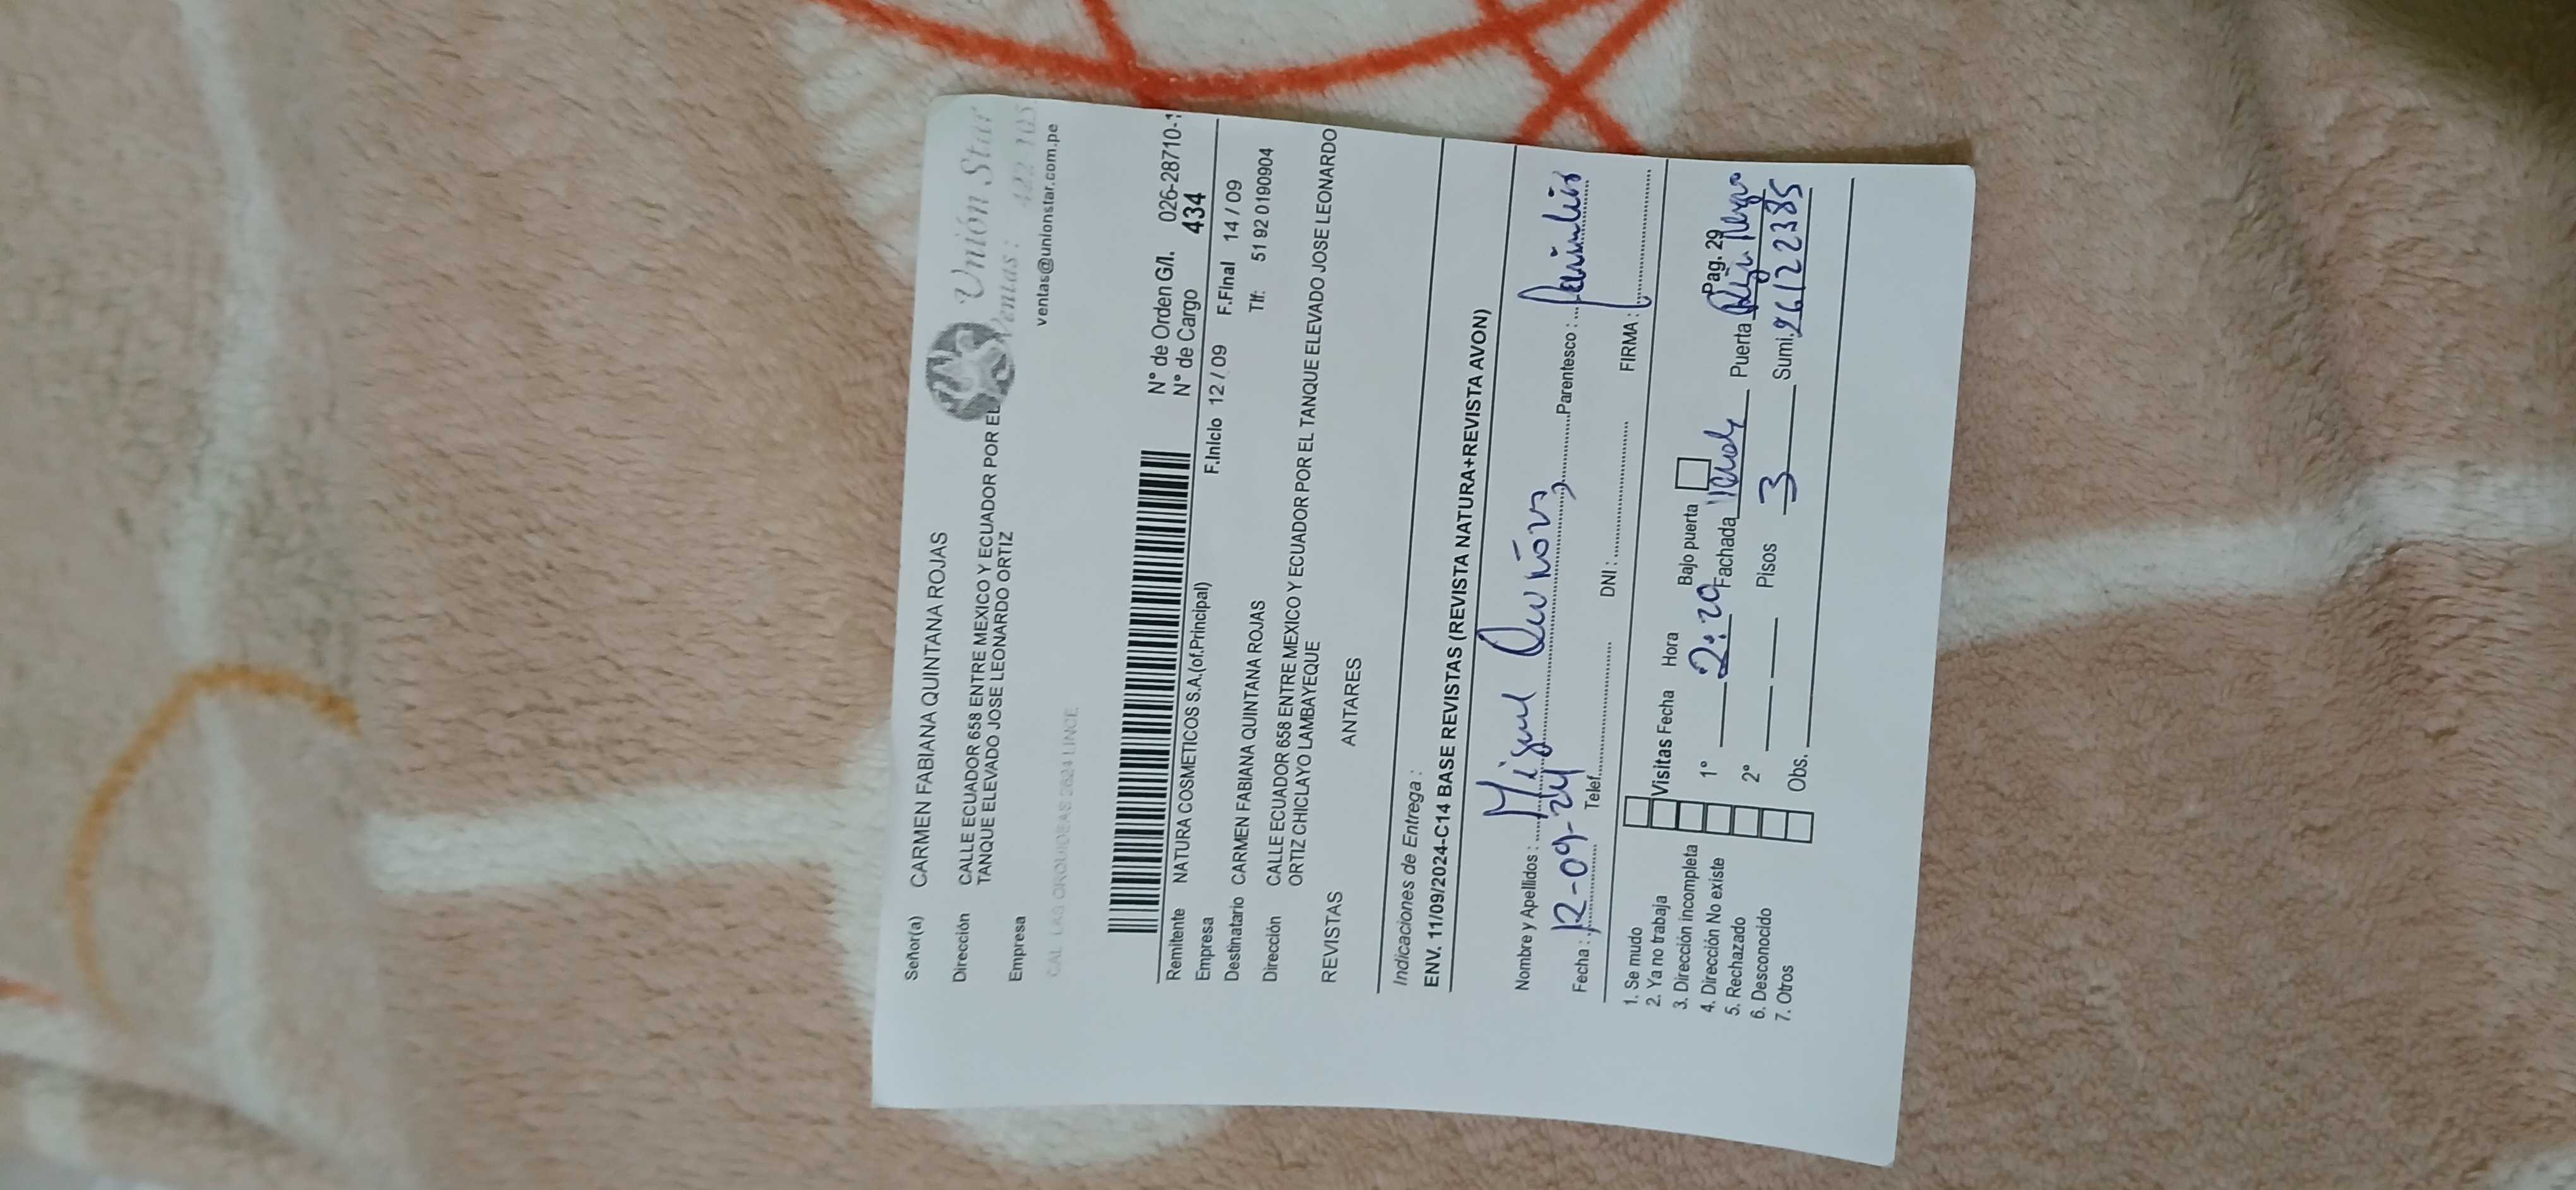 Señor(a) CARMEN FABIANA QUINTANA ROJAS
Unión Star
Dirección CALLE ECUADOR 658 ENTRE MEXICO Y ECUADOR POR EL
TANQUE ELEVADO JOSE LEONARDO ORTIZ
Ventas : 422-105
Empresa
ventas@unionstar.com.pe
CAL. LAS ORQUIDEAS 2624 LINCE
N° de Orden G/I. 026-28710-1
Remitente NATURA COSMETICOS S.A.(of.Principal) N° de Cargo 434
Empresa F.Inicio 12 / 09 F.Final 14 / 09
Destinatario CARMEN FABIANA QUINTANA ROJAS Tlf: 51 92 0190904
Dirección CALLE ECUADOR 658 ENTRE MEXICO Y ECUADOR POR EL TANQUE ELEVADO JOSE LEONARDO
ORTIZ CHICLAYO LAMBAYEQUE
REVISTAS ANTARES
Indicaciones de Entrega :
ENV. 11/09/2024-C14 BASE REVISTAS (REVISTA NATURA+REVISTA AVON)
Nombre y Apellidos : Miguel Parentesco :
Fecha : 12-09-24 Telef. DNI : FIRMA :
1. Se mudo
2. Ya no trabaja Visitas Fecha Hora Bajo puerta Pag. 29
3. Dirección incompleta 1° 2:20 Fachada Puerta
4. Dirección No existe
5. Rechazado 2° Pisos 3 Sumi. 26122385
6. Desconocido
7. Otros Obs.